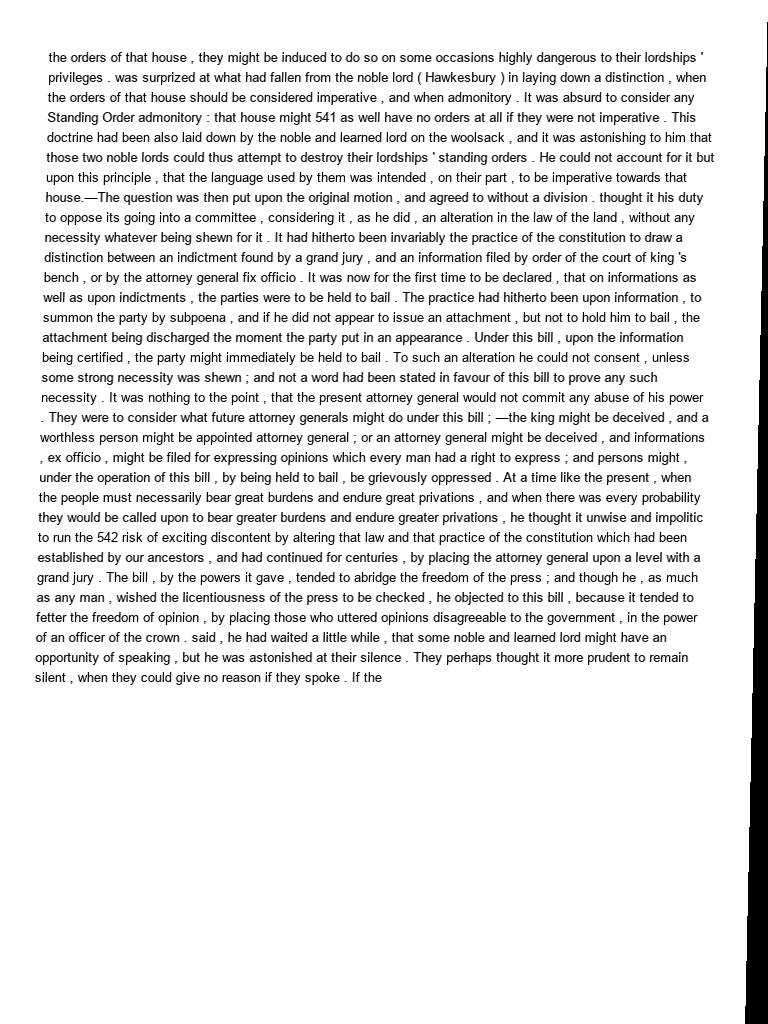 the orders of that house , they might be induced to do so on some occasions highly dangerous to their lordships '
privileges . was surprized at what had fallen from the noble lord ( Hawkesbury ) in laying down a distinction , when
the orders of that house should be considered imperative , and when admonitory . It was absurd to consider any
Standing Order admonitory : that house might 541 as well have no orders at all if they were not imperative . This
doctrine had been also laid down by the noble and learned lord on the woolsack , and it was astonishing to him that
those two noble lords could thus attempt to destroy their lordships ' standing orders . He could not account for it but
upon this principle , that the language used by them was intended , on their part , to be imperative towards that
house.—The question was then put upon the original motion , and agreed to without a division . thought it his duty
to oppose its going into a committee , considering it , as he did , an alteration in the law of the land , without any
necessity whatever being shewn for it . It had hitherto been invariably the practice of the constitution to draw a
distinction between an indictment found by a grand jury , and an information filed by order of the court of king 's
bench , or by the attorney general fix officio . It was now for the first time to be declared , that on informations as
well as upon indictments , the parties were to be held to bail . The practice had hitherto been upon information , to
summon the party by subpoena , and if he did not appear to issue an attachment , but not to hold him to bail , the
attachment being discharged the moment the party put in an appearance . Under this bill , upon the information
being certified , the party might immediately be held to bail . To such an alteration he could not consent , unless
some strong necessity was shewn ; and not a word had been stated in favour of this bill to prove any such
necessity . It was nothing to the point , that the present attorney general would not commit any abuse of his power
. They were to consider what future attorney generals might do under this bill ; —the king might be deceived , and a
worthless person might be appointed attorney general ; or an attorney general might be deceived , and informations
, ex officio , might be filed for expressing opinions which every man had a right to express ; and persons might ,
under the operation of this bill , by being held to bail , be grievously oppressed . At a time like the present , when
the people must necessarily bear great burdens and endure great privations , and when there was every probability
they would be called upon to bear greater burdens and endure greater privations , he thought it unwise and impolitic
to run the 542 risk of exciting discontent by altering that law and that practice of the constitution which had been
established by our ancestors , and had continued for centuries , by placing the attorney general upon a level with a
grand jury . The bill , by the powers it gave , tended to abridge the freedom of the press ; and though he , as much
as any man , wished the licentiousness of the press to be checked , he objected to this bill , because it tended to
fetter the freedom of opinion , by placing those who uttered opinions disagreeable to the government , in the power
of an officer of the crown . said , he had waited a little while , that some noble and learned lord might have an
opportunity of speaking , but he was astonished at their silence . They perhaps thought it more prudent to remain
silent , when they could give no reason if they spoke . If the